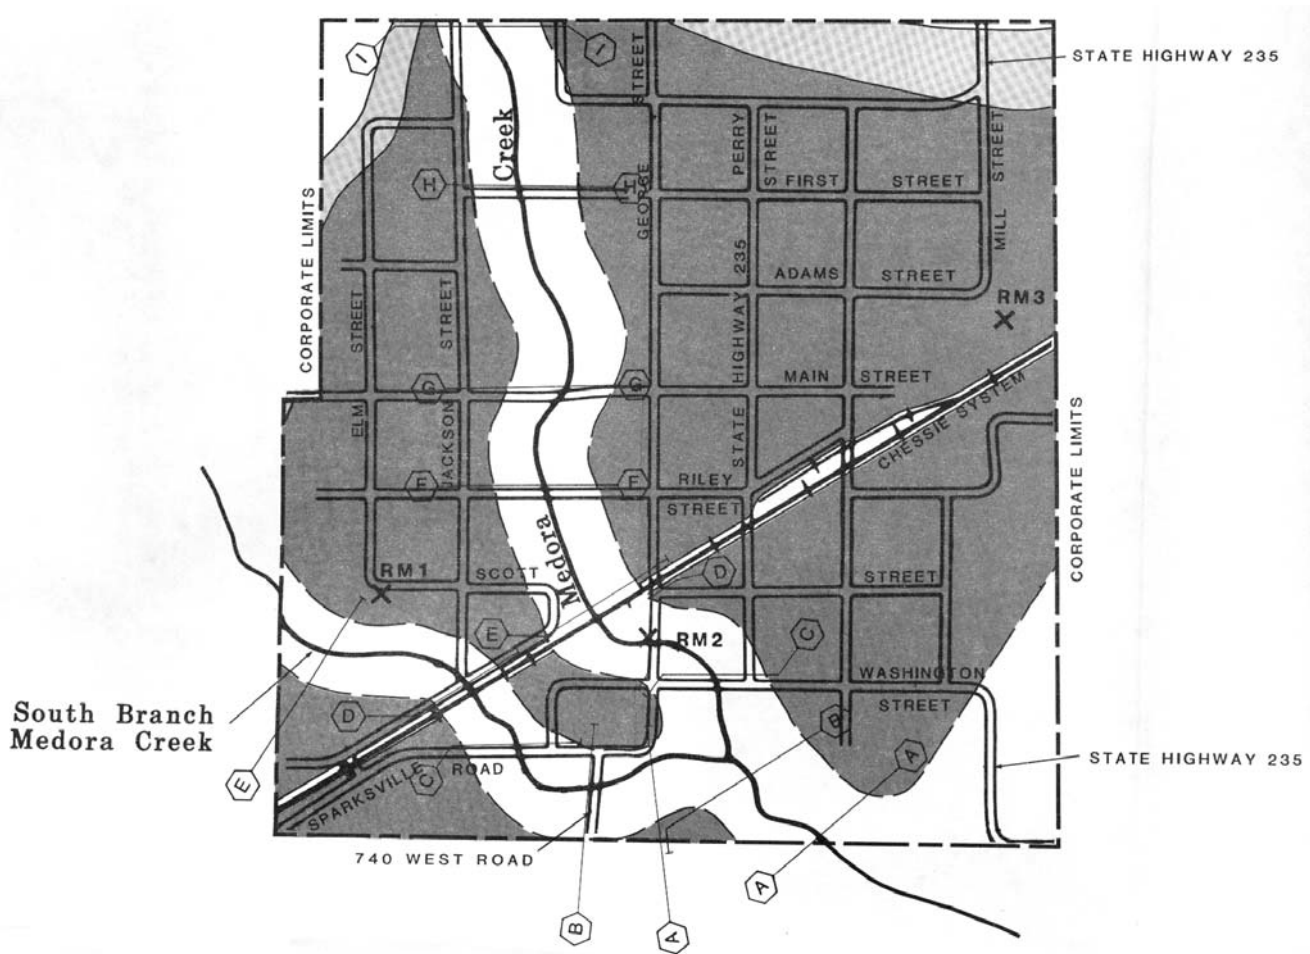 I
I
STATE HIGHWAY 235
STREET
Creek
PERRY
STREET
STREET
H
H
FIRST
STREET
GEORGE
CORPORATE LIMITS
MILL
ADAMS
STREET
HIGHWAY 235
RM3
STREET
STREET
G
G
MAIN
STREET
ELM
JACKSON
STATE
CHESSIE SYSTEM
F
F
RILEY
STREET
CORPORATE LIMITS
Medora
RM1
SCOTT
D
STREET
E
RM2
C
WASHINGTON
STREET
South Branch
Medora Creek
D
B
A
E
C
SPARKSVILLE
ROAD
STATE HIGHWAY 235
740 WEST ROAD
A
B
A